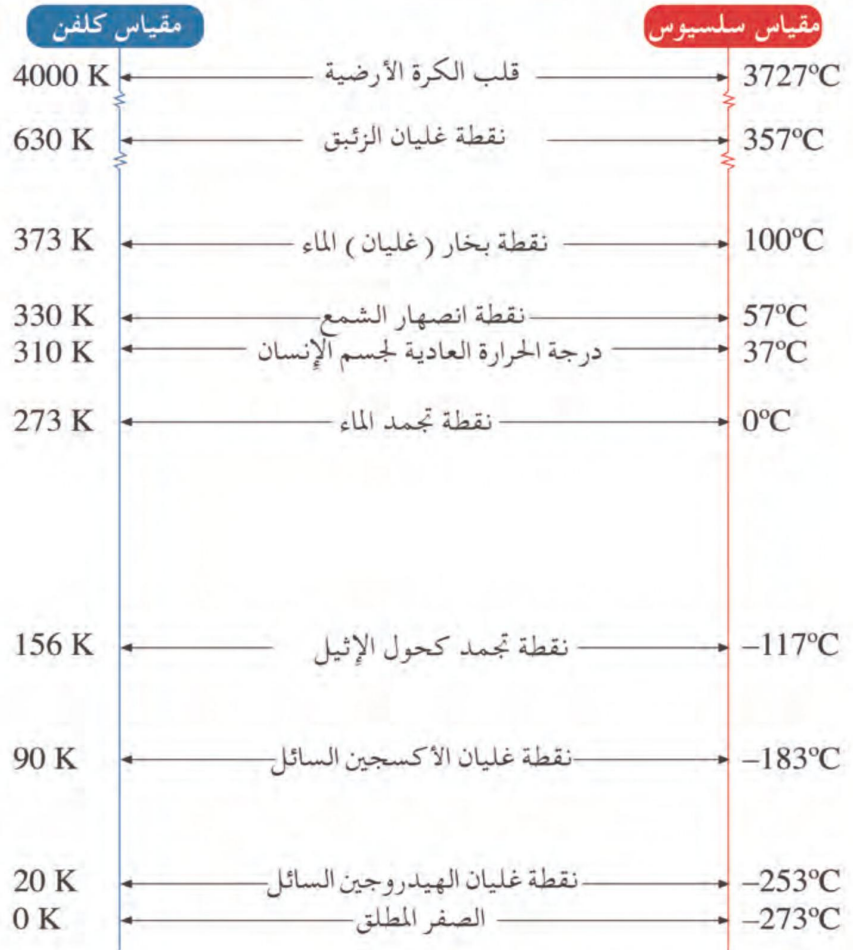 مقياس سلسيوس مقياس كلفن
3727°C قلب الكرة الأرضية 4000 K
357°C نقطة غليان الزئبق 630 K
100°C نقطة بخار ( غليان ) الماء 373 K
57°C نقطة انصهار الشمع 330 K
37°C درجة الحرارة العادية لجسم الإنسان 310 K
0°C نقطة تجمد الماء 273 K
–117°C نقطة تجمد كحول الإثيل 156 K
–183°C نقطة غليان الأكسجين السائل 90 K
–253°C نقطة غليان الهيدروجين السائل 20 K
–273°C الصفر المطلق 0 K